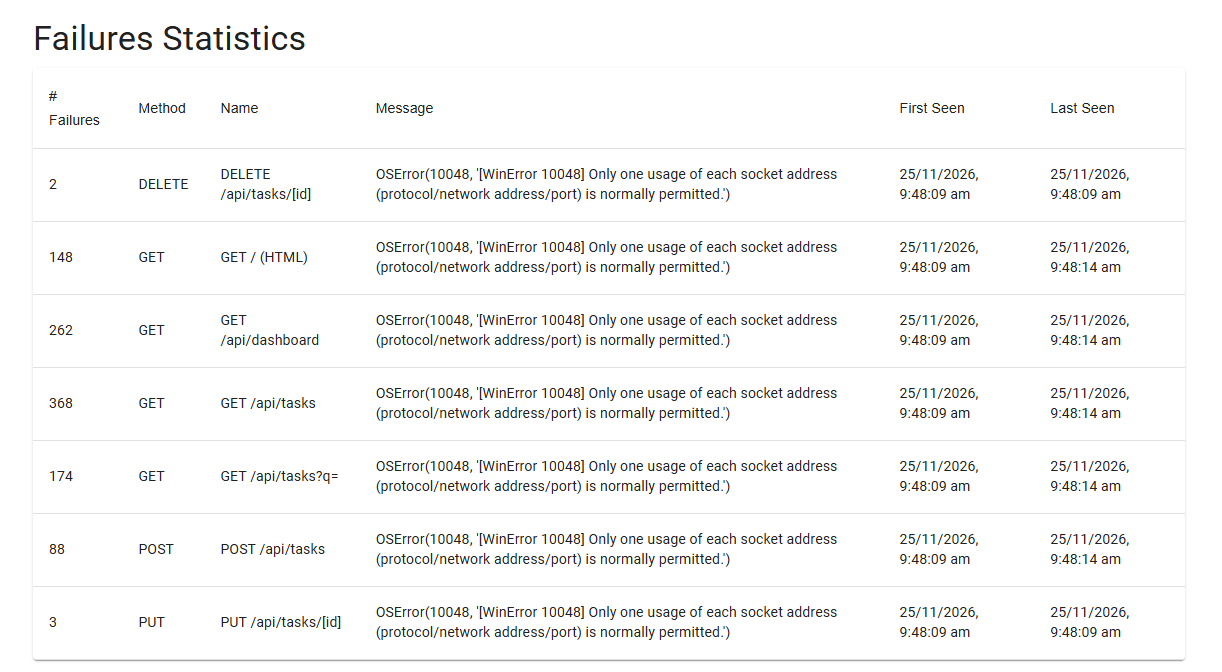 Failures Statistics
#
Failures
Method
Name
Message
First Seen
Last Seen
2
DELETE
DELETE
/api/tasks/[id]
OSError(10048, '[WinError 10048] Only one usage of each socket address
(protocol/network address/port) is normally permitted.')
25/11/2026,
9:48:09 am
25/11/2026,
9:48:09 am
148
GET
GET / (HTML)
OSError(10048, '[WinError 10048] Only one usage of each socket address
(protocol/network address/port) is normally permitted.')
25/11/2026,
9:48:09 am
25/11/2026,
9:48:14 am
262
GET
GET
/api/dashboard
OSError(10048, '[WinError 10048] Only one usage of each socket address
(protocol/network address/port) is normally permitted.')
25/11/2026,
9:48:09 am
25/11/2026,
9:48:14 am
368
GET
GET /api/tasks
OSError(10048, '[WinError 10048] Only one usage of each socket address
(protocol/network address/port) is normally permitted.')
25/11/2026,
9:48:09 am
25/11/2026,
9:48:14 am
174
GET
GET /api/tasks?q=
OSError(10048, '[WinError 10048] Only one usage of each socket address
(protocol/network address/port) is normally permitted.')
25/11/2026,
9:48:09 am
25/11/2026,
9:48:14 am
88
POST
POST /api/tasks
OSError(10048, '[WinError 10048] Only one usage of each socket address
(protocol/network address/port) is normally permitted.')
25/11/2026,
9:48:09 am
25/11/2026,
9:48:14 am
3
PUT
PUT /api/tasks/[id]
OSError(10048, '[WinError 10048] Only one usage of each socket address
(protocol/network address/port) is normally permitted.')
25/11/2026,
9:48:09 am
25/11/2026,
9:48:09 am